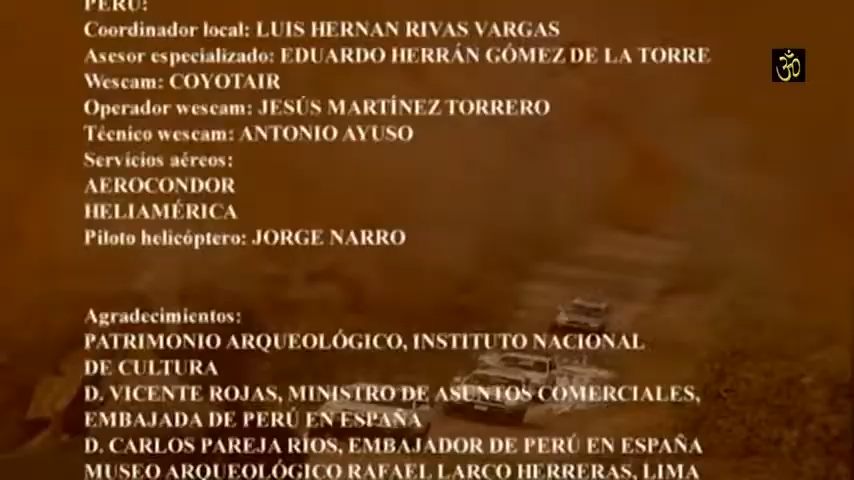 PERÚ:
Coordinador local: LUIS HERNAN RIVAS VARGAS
Asesor especializado: EDUARDO HERRÁN GÓMEZ DE LA TORRE
Wescam: COYOTAIR
Operador wescam: JESÚS MARTÍNEZ TORRERO
Técnico wescam: ANTONIO AYUSO
Servicios aéreos:
AEROCONDOR
HELIAMÉRICA
Piloto helicóptero: JORGE NARRO
Agradecimientos:
PATRIMONIO ARQUEOLÓGICO, INSTITUTO NACIONAL
DE CULTURA
D. VICENTE ROJAS, MINISTRO DE ASUNTOS COMERCIALES,
EMBAJADA DE PERÚ EN ESPAÑA
D. CARLOS PAREJA RÍOS, EMBAJADOR DE PERÚ EN ESPAÑA
MUSEO ARQUEOLÓGICO RAFAEL LARCO HERRERAS, LIMA
ॐ